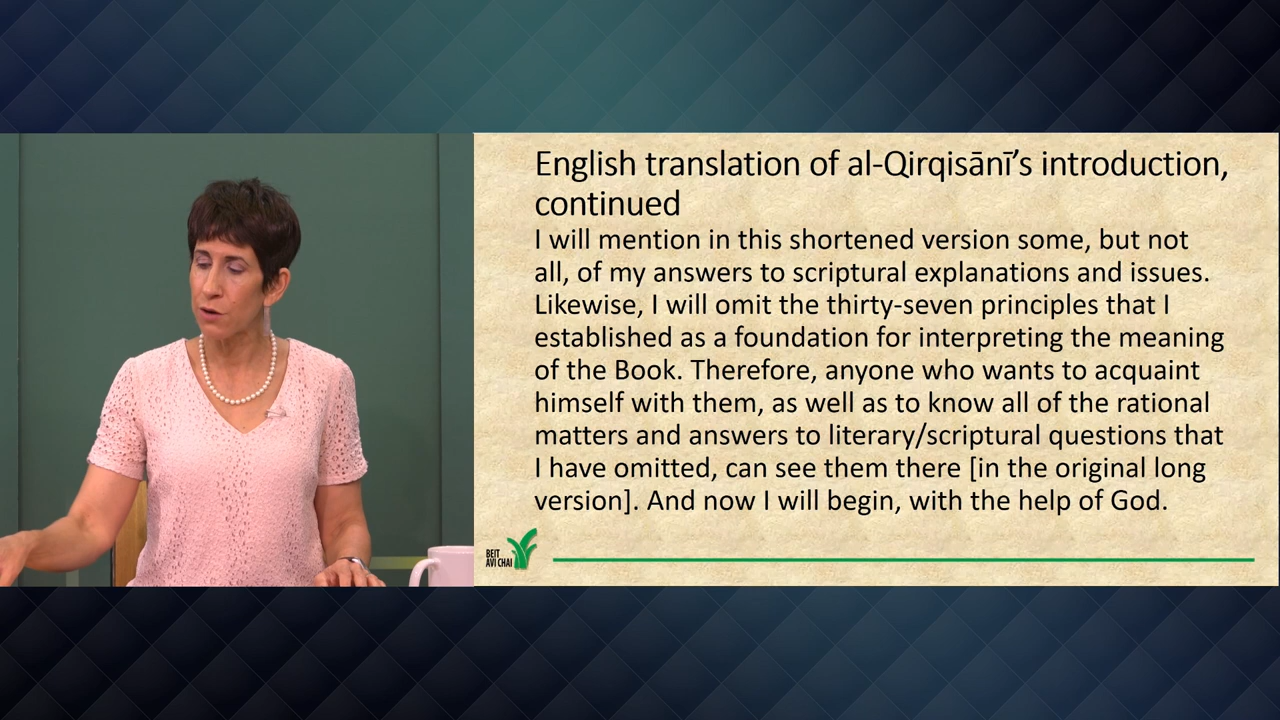 English translation of al-Qirqisānī’s introduction,
continued
I will mention in this shortened version some, but not
all, of my answers to scriptural explanations and issues.
Likewise, I will omit the thirty-seven principles that I
established as a foundation for interpreting the meaning
of the Book. Therefore, anyone who wants to acquaint
himself with them, as well as to know all of the rational
matters and answers to literary/scriptural questions that
I have omitted, can see them there [in the original long
version]. And now I will begin, with the help of God.
BEIT
AVI CHAI